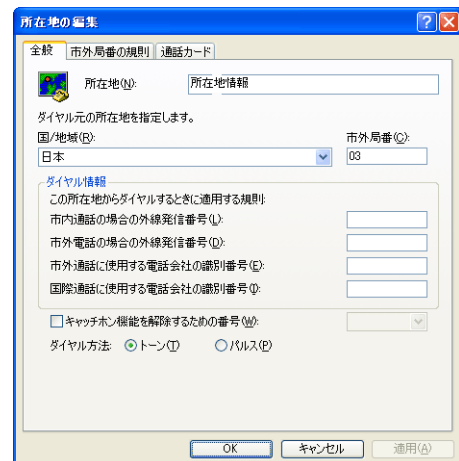 所在地の編集
全般 市外局番の規則 通話カード
所在地(N): 所在地情報
ダイヤル元の所在地を指定します。
国/地域(R): 市外局番(C):
日本 03
ダイヤル情報
この所在地からダイヤルするときに適用する規則:
市内通話の場合の外線発信番号(L):
市外電話の場合の外線発信番号(D):
市外通話に使用する電話会社の識別番号(E):
国際通話に使用する電話会社の識別番号(I):
キャッチホン機能を解除するための番号(W):
ダイヤル方法: トーン(T) パルス(P)
OK キャンセル 適用(A)